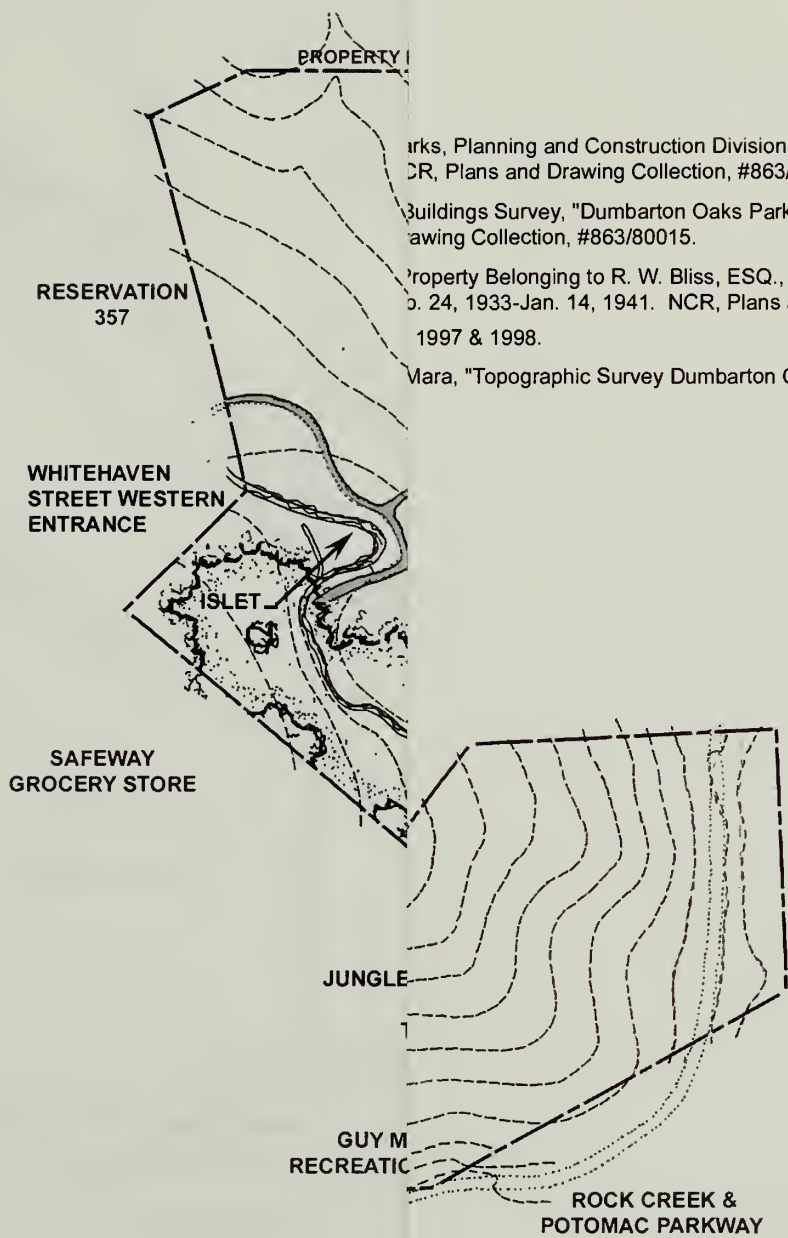 PROPERTY
arks, Planning and Construction Division
CR, Plans and Drawing Collection, #863/
Buildings Survey, "Dumbarton Oaks Park
awing Collection, #863/80015.
Property Belonging to R. W. Bliss, ESQ.,
. 24, 1933-Jan. 14, 1941. NCR, Plans
1997 & 1998.
Mara, "Topographic Survey Dumbarton
RESERVATION
357
WHITEHAVEN
STREET WESTERN
ENTRANCE
ISLET
SAFEWAY
GROCERY STORE
JUNGLE
GUY M
RECREATIC
ROCK CREEK &
POTOMAC PARKWAY